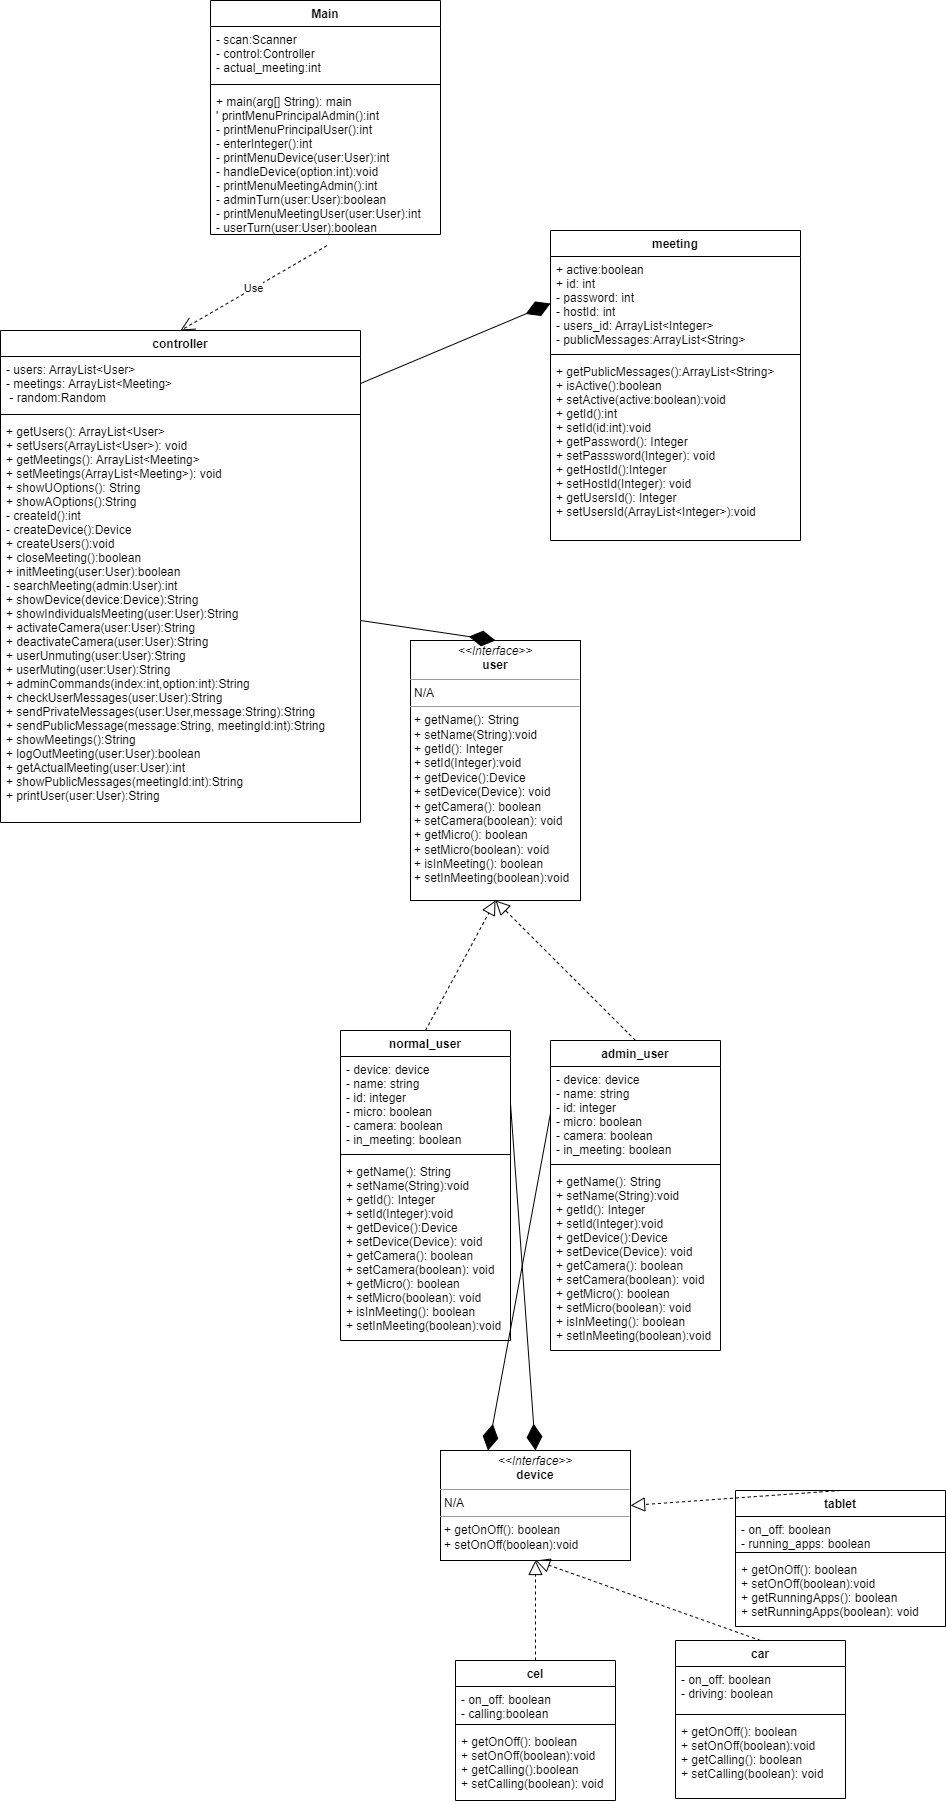 Main
- scan:Scanner
- control:Controller
- actual_meeting:int
+ main(arg[] String): main
' printMenuPrincipalAdmin():int
- printMenuPrincipalUser():int
- enterInteger():int
- printMenuDevice(user:User):int
- handleDevice(option:int):void
- printMenuMeetingAdmin():int
- adminTurn(user:User):boolean
- printMenuMeetingUser(user:User):int
- userTurn(user:User):boolean
Use
meeting
+ active:boolean
+ id: int
- password: int
- hostId: int
- users_id: ArrayList<Integer>
- publicMessages:ArrayList<String>
+ getPublicMessages():ArrayList<String>
+ isActive():boolean
+ setActive(active:boolean):void
+ getId():int
+ setId(id:int):void
+ getPassword(): Integer
+ setPasssword(Integer): void
+ getHostId():Integer
+ setHostId(Integer): void
+ getUsersId(): Integer
+ setUsersId(ArrayList<Integer>):void
controller
- users: ArrayList<User>
- meetings: ArrayList<Meeting>
- random:Random
+ getUsers(): ArrayList<User>
+ setUsers(ArrayList<User>): void
+ getMeetings(): ArrayList<Meeting>
+ setMeetings(ArrayList<Meeting>): void
+ showUOptions(): String
+ showAOptions():String
- createId():int
- createDevice():Device
+ createUsers():void
+ closeMeeting():boolean
+ initMeeting(user:User):boolean
- searchMeeting(admin:User):int
+ showDevice(device:Device):String
+ showIndividualsMeeting(user:User):String
+ activateCamera(user:User):String
+ deactivateCamera(user:User):String
+ userUnmuting(user:User):String
+ userMuting(user:User):String
+ adminCommands(index:int,option:int):String
+ checkUserMessages(user:User):String
+ sendPrivateMessages(user:User,message:String):String
+ sendPublicMessage(message:String, meetingId:int):String
+ showMeetings():String
+ logOutMeeting(user:User):boolean
+ getActualMeeting(user:User):int
+ showPublicMessages(meetingId:int):String
+ printUser(user:User):String
<<Interface>>
user
N/A
+ getName(): String
+ setName(String):void
+ getId(): Integer
+ setId(Integer):void
+ getDevice():Device
+ setDevice(Device): void
+ getCamera(): boolean
+ setCamera(boolean): void
+ getMicro(): boolean
+ setMicro(boolean): void
+ isInMeeting(): boolean
+ setInMeeting(boolean):void
normal_user
- device: device
- name: string
- id: integer
- micro: boolean
- camera: boolean
- in_meeting: boolean
+ getName(): String
+ setName(String):void
+ getId(): Integer
+ setId(Integer):void
+ getDevice():Device
+ setDevice(Device): void
+ getCamera(): boolean
+ setCamera(boolean): void
+ getMicro(): boolean
+ setMicro(boolean): void
+ isInMeeting(): boolean
+ setInMeeting(boolean):void
admin_user
- device: device
- name: string
- id: integer
- micro: boolean
- camera: boolean
- in_meeting: boolean
+ getName(): String
+ setName(String):void
+ getId(): Integer
+ setId(Integer):void
+ getDevice():Device
+ setDevice(Device): void
+ getCamera(): boolean
+ setCamera(boolean): void
+ getMicro(): boolean
+ setMicro(boolean): void
+ isInMeeting(): boolean
+ setInMeeting(boolean):void
<<Interface>>
device
N/A
+ getOnOff(): boolean
+ setOnOff(boolean):void
tablet
- on_off: boolean
- running_apps: boolean
+ getOnOff(): boolean
+ setOnOff(boolean):void
+ getRunningApps(): boolean
+ setRunningApps(boolean): void
cel
- on_off: boolean
- calling:boolean
+ getOnOff(): boolean
+ setOnOff(boolean):void
+ getCalling():boolean
+ setCalling(boolean): void
car
- on_off: boolean
- driving: boolean
+ getOnOff(): boolean
+ setOnOff(boolean):void
+ getCalling(): boolean
+ setCalling(boolean): void